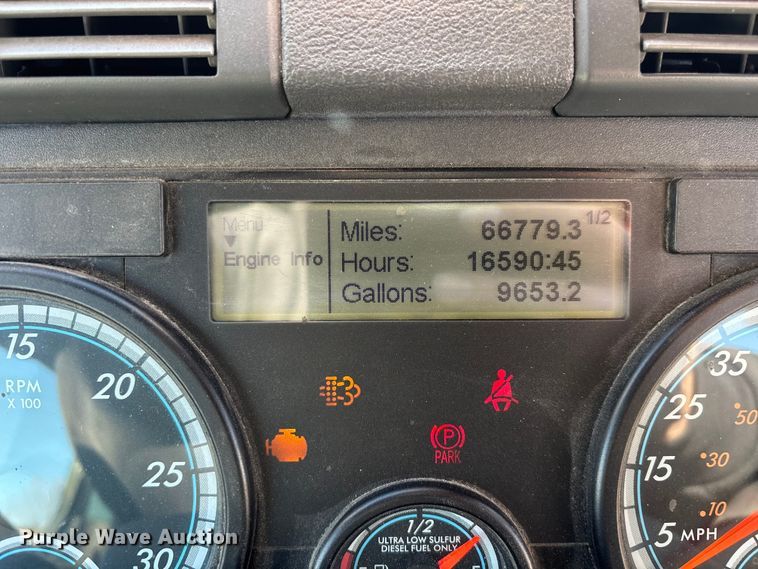 Menu
Miles: 66779.3 1/2
Engine Info
Hours: 16590:45
Gallons: 9653.2
15
RPM
X 100
20
25
30
P
PARK
1/2
ULTRA LOW SULFUR
DIESEL FUEL ONLY
35
25
15
5 MPH
50
30
10
Purple Wave Auction®